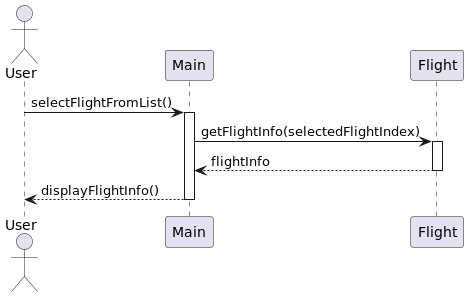 User
Main
Flight
selectFlightFromList()
getFlightInfo(selectedFlightIndex)
flightInfo
displayFlightInfo()
User
Main
Flight